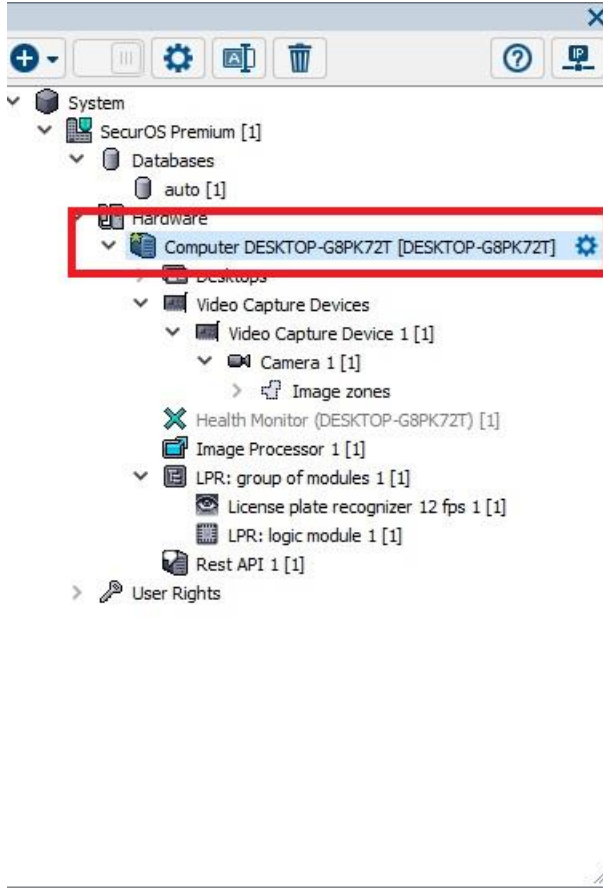 IP
System
SecurOS Premium [1]
Databases
auto [1]
Hardware
Computer DESKTOP-G8PK72T [DESKTOP-G8PK72T]
Desktops
Video Capture Devices
Video Capture Device 1 [1]
Camera 1 [1]
Image zones
Health Monitor (DESKTOP-G8PK72T) [1]
Image Processor 1 [1]
LPR: group of modules 1 [1]
License plate recognizer 12 fps 1 [1]
LPR: logic module 1 [1]
Rest API 1 [1]
User Rights